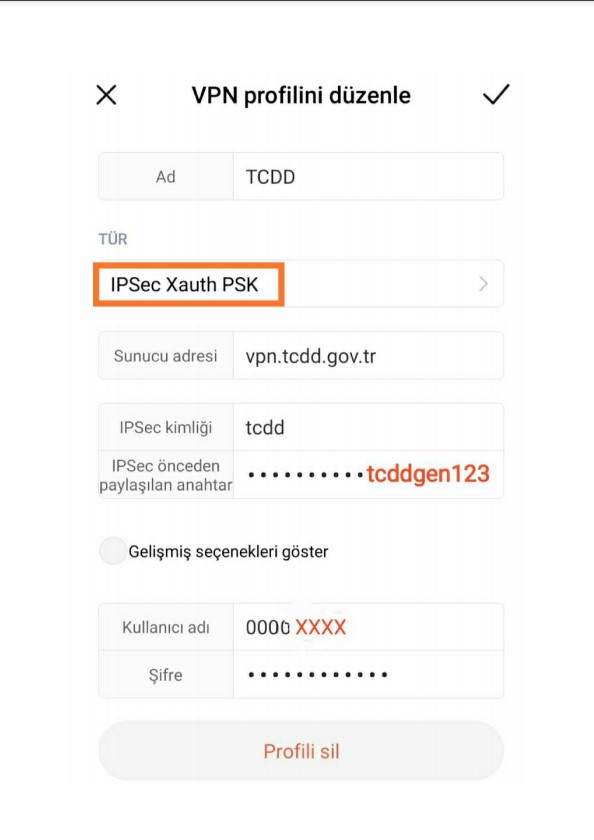 VPN profilini düzenle
Ad TCDD
TÜR
IPSec Xauth PSK
Sunucu adresi vpn.tcdd.gov.tr
IPSec kimliği tcdd
IPSec önceden
paylaşılan anahtar ••••••••••tcddgen123
Gelişmiş seçenekleri göster
Kullanıcı adı 0000 XXXX
Şifre ••••••••••••
Profili sil